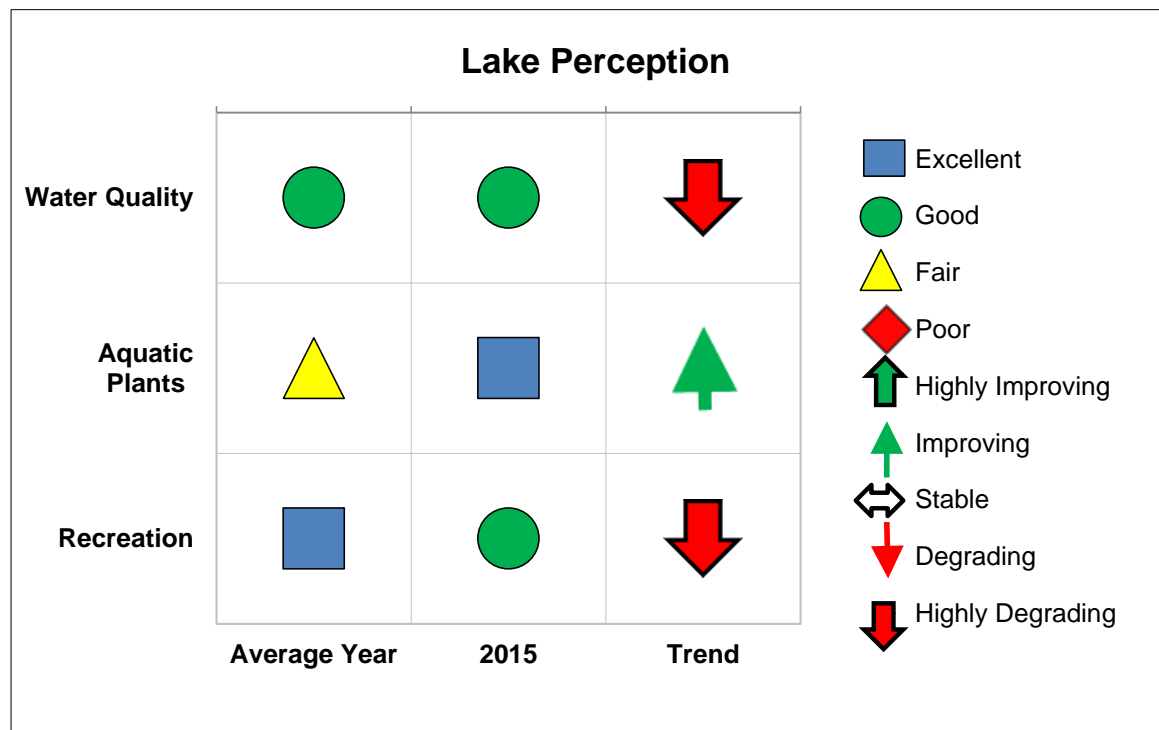 Lake Perception
Water Quality
Aquatic
Plants
Recreation
Average Year
2015
Trend
Excellent
Good
Fair
Poor
Highly Improving
Improving
Stable
Degrading
Highly Degrading